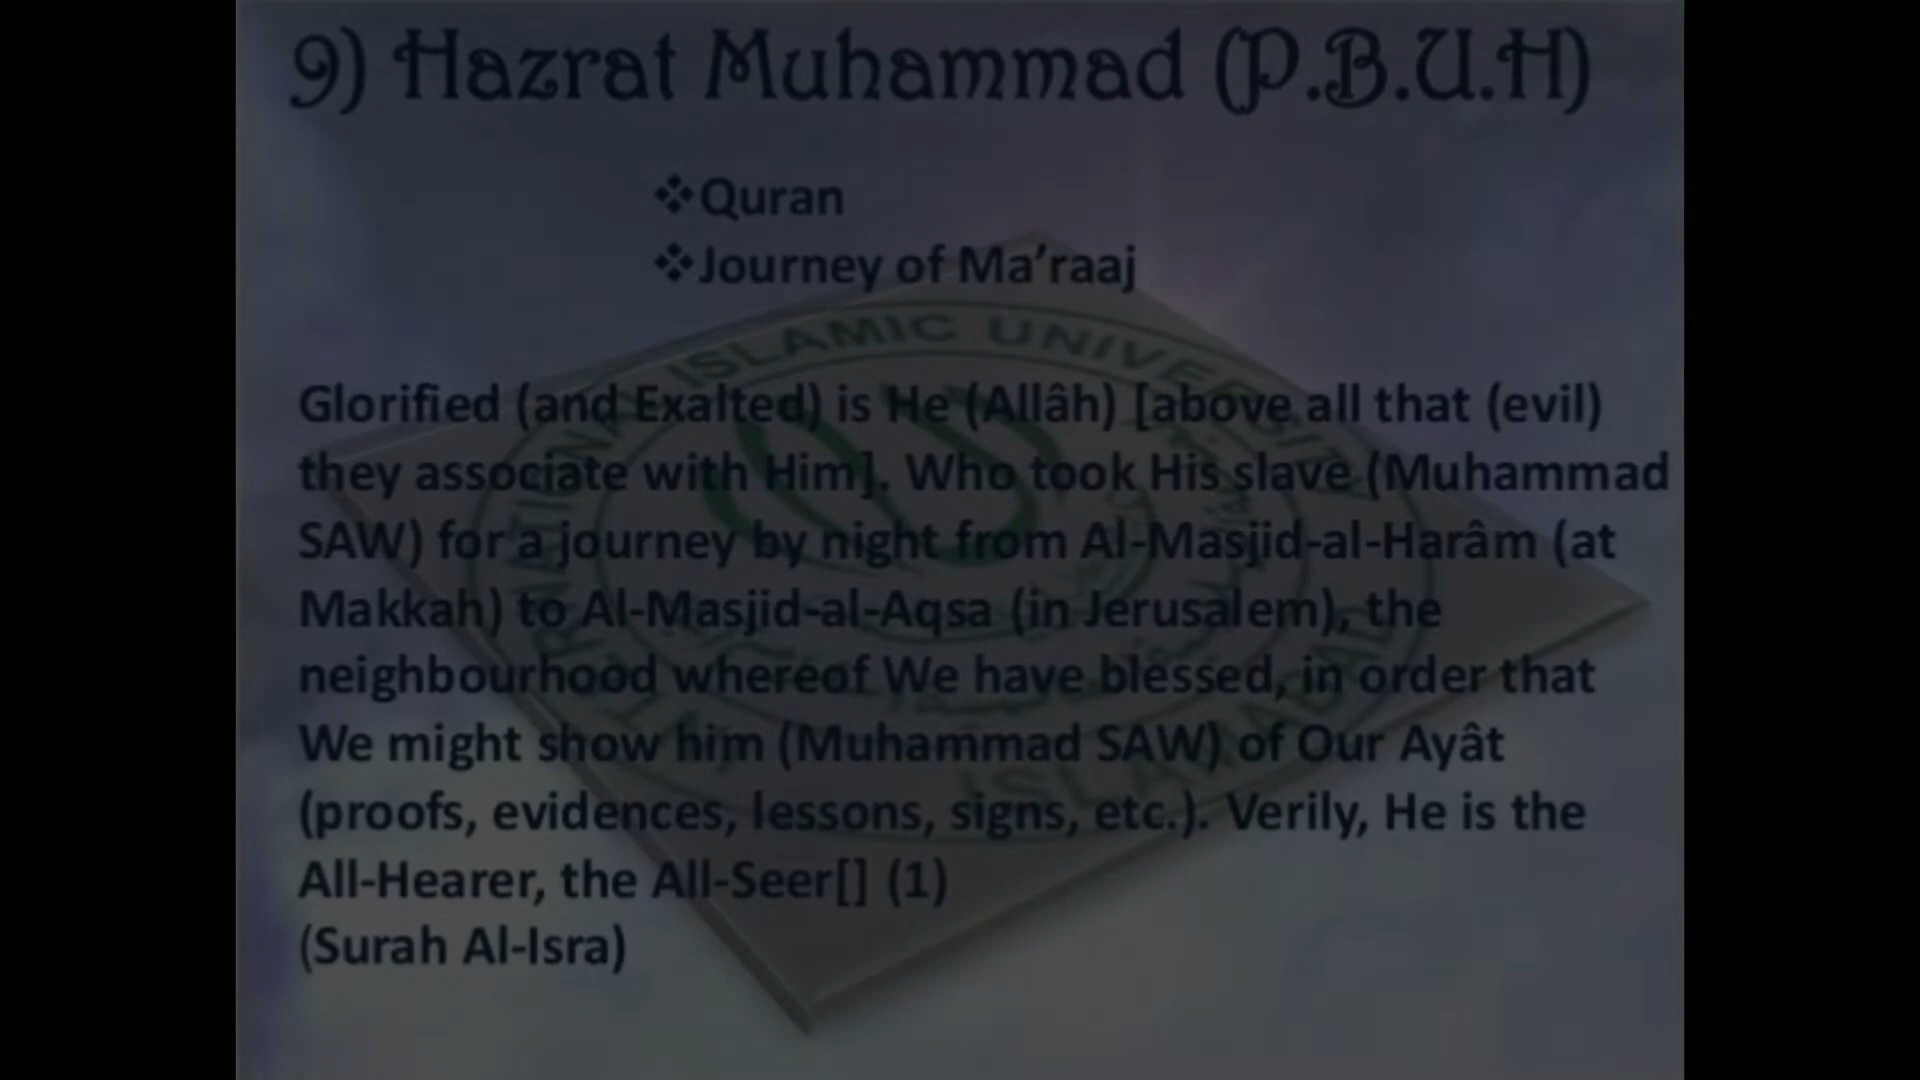 9) Hazrat Muhammad (P.B.U.H)
❖Quran
❖Journey of Ma’raaj
Glorified (and Exalted) is He (Allâh) [above all that (evil)
they associate with Him]. Who took His slave (Muhammad
SAW) for a journey by night from Al-Masjid-al-Harâm (at
Makkah) to Al-Masjid-al-Aqsa (in Jerusalem), the
neighbourhood whereof We have blessed, in order that
We might show him (Muhammad SAW) of Our Ayât
(proofs, evidences, lessons, signs, etc.). Verily, He is the
All-Hearer, the All-Seer[] (1)
(Surah Al-Isra)
INTERNATIONAL ISLAMIC UNIVERSITY
ISLAMABAD